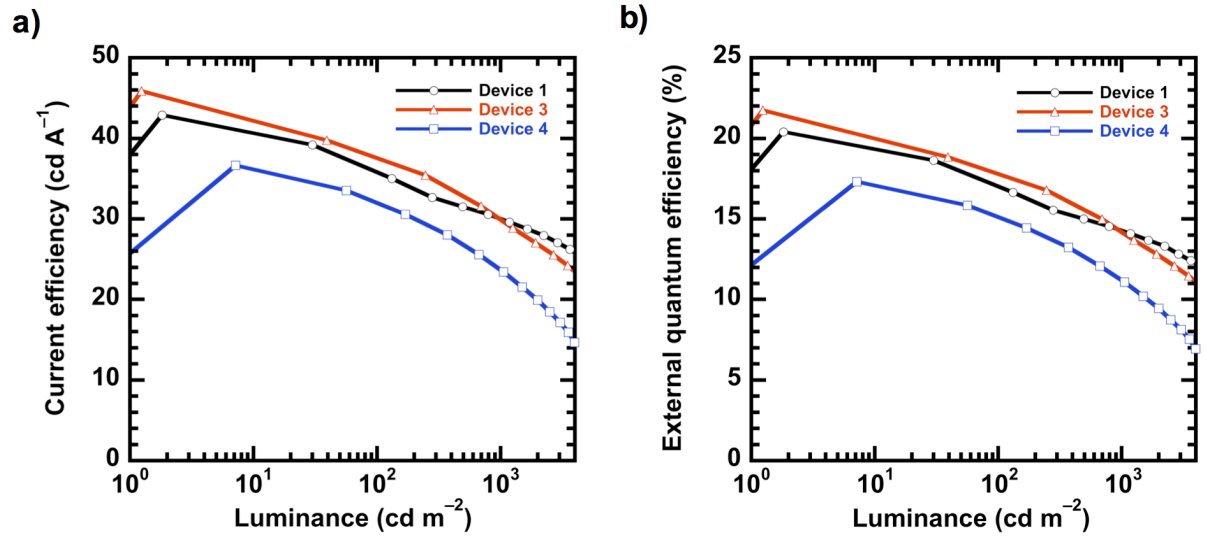 a)
50
40
30
20
10
0
Current efficiency (cd A⁻¹)
Device 1
Device 3
Device 4
10⁰ 10¹ 10² 10³
Luminance (cd m⁻²)
b)
25
20
15
10
5
0
External quantum efficiency (%)
Device 1
Device 3
Device 4
10⁰ 10¹ 10² 10³
Luminance (cd m⁻²)